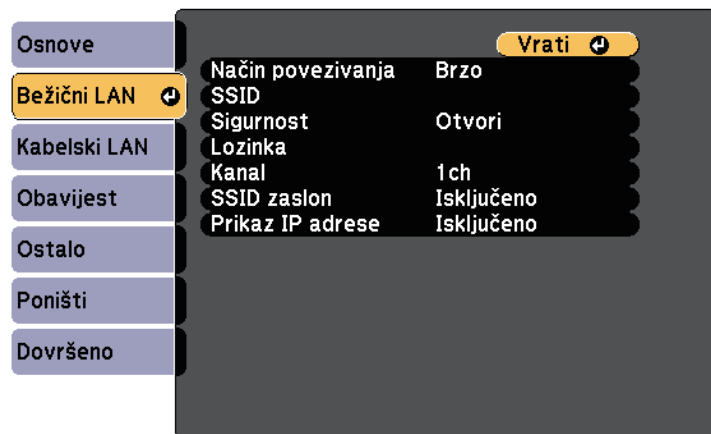 Osnove
Bežični LAN
Kabelski LAN
Obavijest
Ostalo
Poništi
Dovršeno
Vrati
Način povezivanja Brzo
SSID
Sigurnost Otvori
Lozinka
Kanal 1ch
SSID zaslon Isključeno
Prikaz IP adrese Isključeno